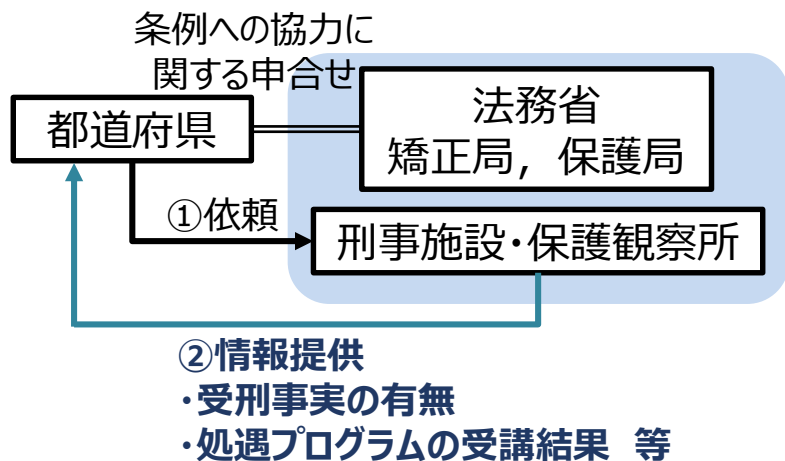 条例への協力に
関する申合せ
都道府県
法務省
矯正局，保護局
①依頼
刑事施設・保護観察所
②情報提供
・受刑事実の有無
・処遇プログラムの受講結果　等